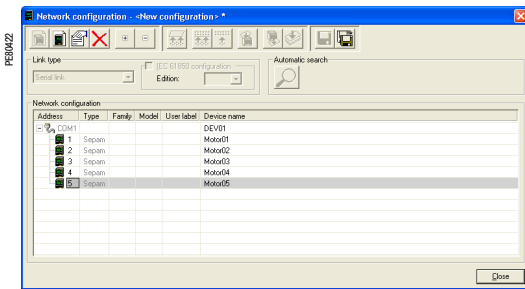 PE80422
Network configuration - <New configuration> *
Link type
Serial link
IEC 61850 configuration
Edition:
Automatic search
Network configuration
Address Type Family Model User label Device name
COM1 DEV01
1 Sepam Motor01
2 Sepam Motor02
3 Sepam Motor03
4 Sepam Motor04
5 Sepam Motor05
Close